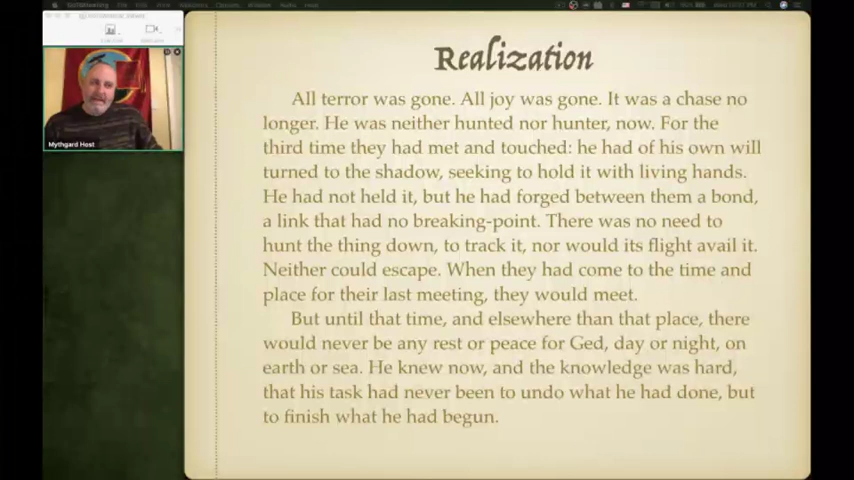 Mythgard Host
Realization
All terror was gone. All joy was gone. It was a chase no
longer. He was neither hunted nor hunter, now. For the
third time they had met and touched: he had of his own will
turned to the shadow, seeking to hold it with living hands.
He had not held it, but he had forged between them a bond,
a link that had no breaking-point. There was no need to
hunt the thing down, to track it, nor would its flight avail it.
Neither could escape. When they had come to the time and
place for their last meeting, they would meet.
But until that time, and elsewhere than that place, there
would never be any rest or peace for Ged, day or night, on
earth or sea. He knew now, and the knowledge was hard,
that his task had never been to undo what he had done, but
to finish what he had begun.